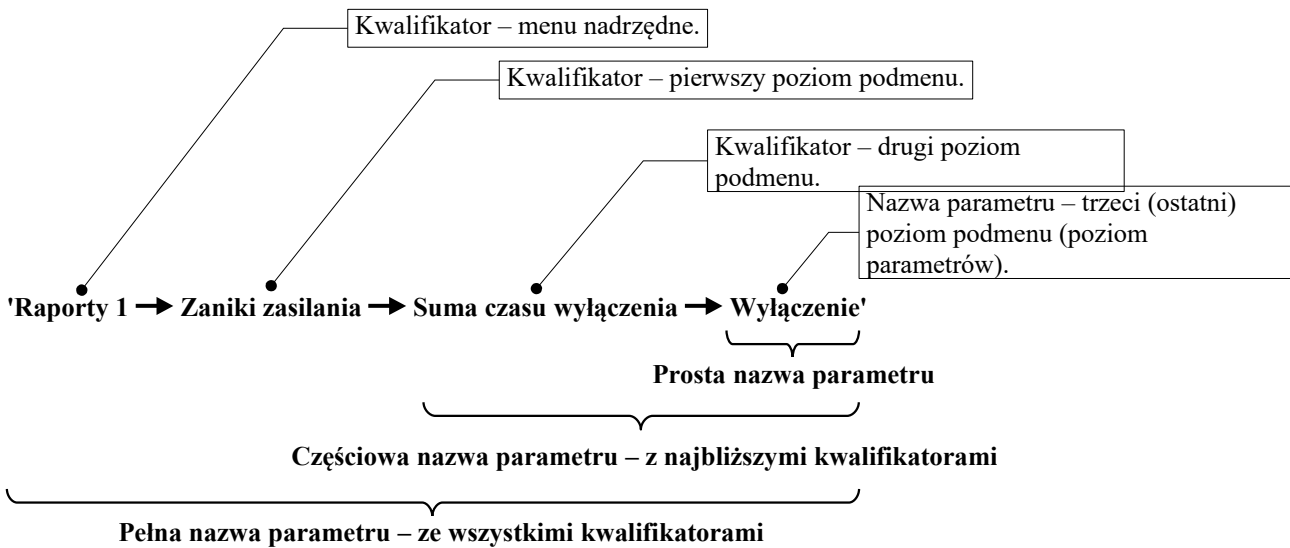 Kwalifikator – menu nadrzędne.
Kwalifikator – pierwszy poziom podmenu.
Kwalifikator – drugi poziom
podmenu.
Nazwa parametru – trzeci (ostatni)
poziom podmenu (poziom
parametrów).
'Raporty 1 → Zaniki zasilania → Suma czasu wyłączenia → Wyłączenie'
Prosta nazwa parametru
Częściowa nazwa parametru – z najbliższymi kwalifikatorami
Pełna nazwa parametru – ze wszystkimi kwalifikatorami